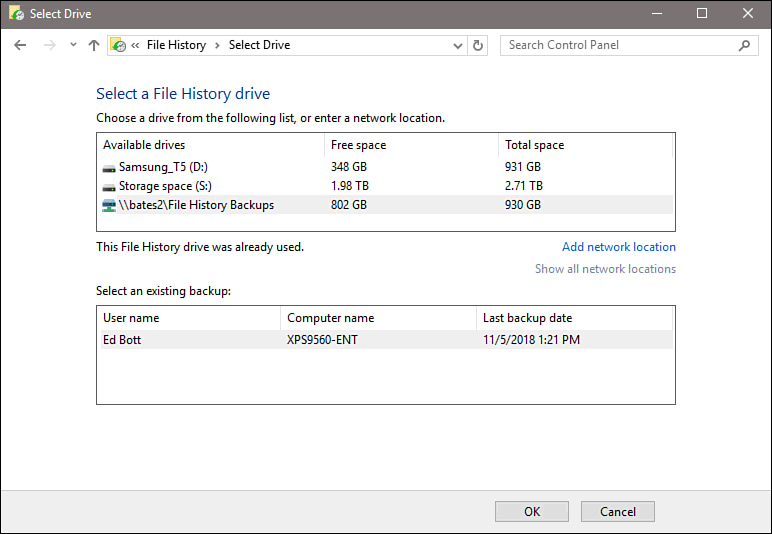 Select Drive
« File History > Select Drive
Search Control Panel
Select a File History drive
Choose a drive from the following list, or enter a network location.
Available drives Free space Total space
Samsung_T5 (D:) 348 GB 931 GB
Storage space (S:) 1.98 TB 2.71 TB
\\bates2\File History Backups 802 GB 930 GB
This File History drive was already used. Add network location
Show all network locations
Select an existing backup:
User name Computer name Last backup date
Ed Bott XPS9560-ENT 11/5/2018 1:21 PM
OK Cancel